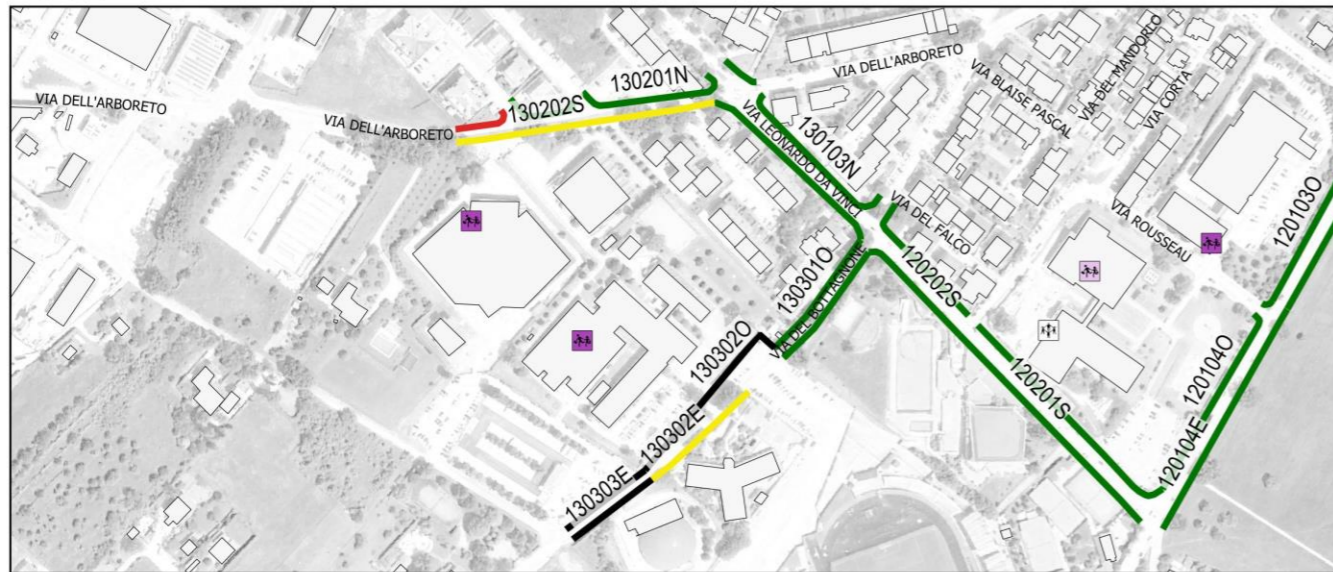 VIA DELL'ARBORETO
VIA DELL'ARBORETO
130202S
130201N
VIA DELL'ARBORETO
VIA BLAISE PASCAL
VIA DEL MANDORLO
VIA CORTA
VIA LEONARDO DA VINCI
130103N
VIA DEL FALCO
VIA ROUSSEAU
120103O
130301O
VIA DEL BOTTAGNONE
120202S
130302O
120201S
120104O
130302E
120104E
130303E